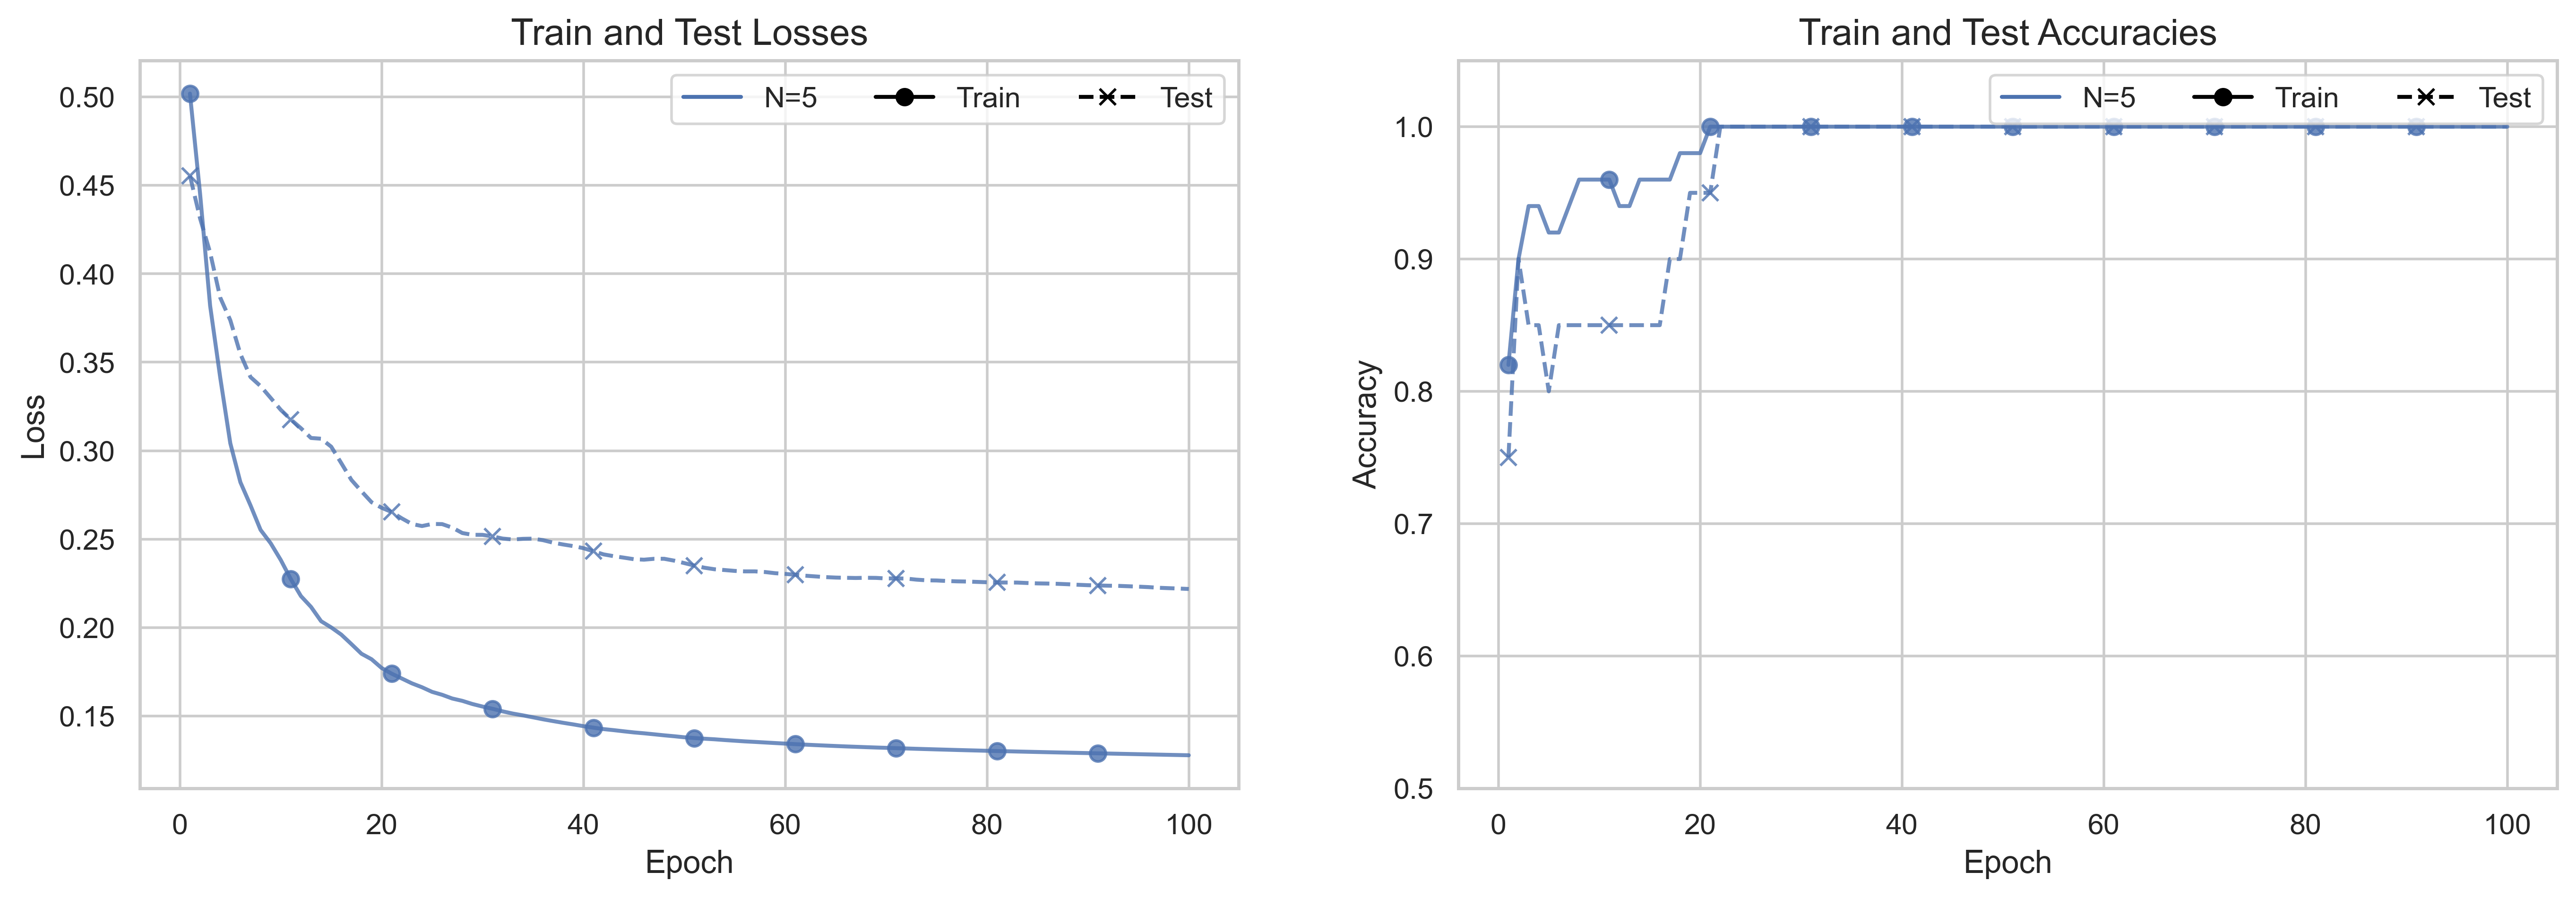 Train and Test Losses
N=5 Train Test
0.50
0.45
0.40
0.35
0.30
0.25
0.20
0.15
Loss
0 20 40 60 80 100
Epoch
Train and Test Accuracies
N=5 Train Test
1.0
0.9
0.8
0.7
0.6
0.5
Accuracy
0 20 40 60 80 100
Epoch